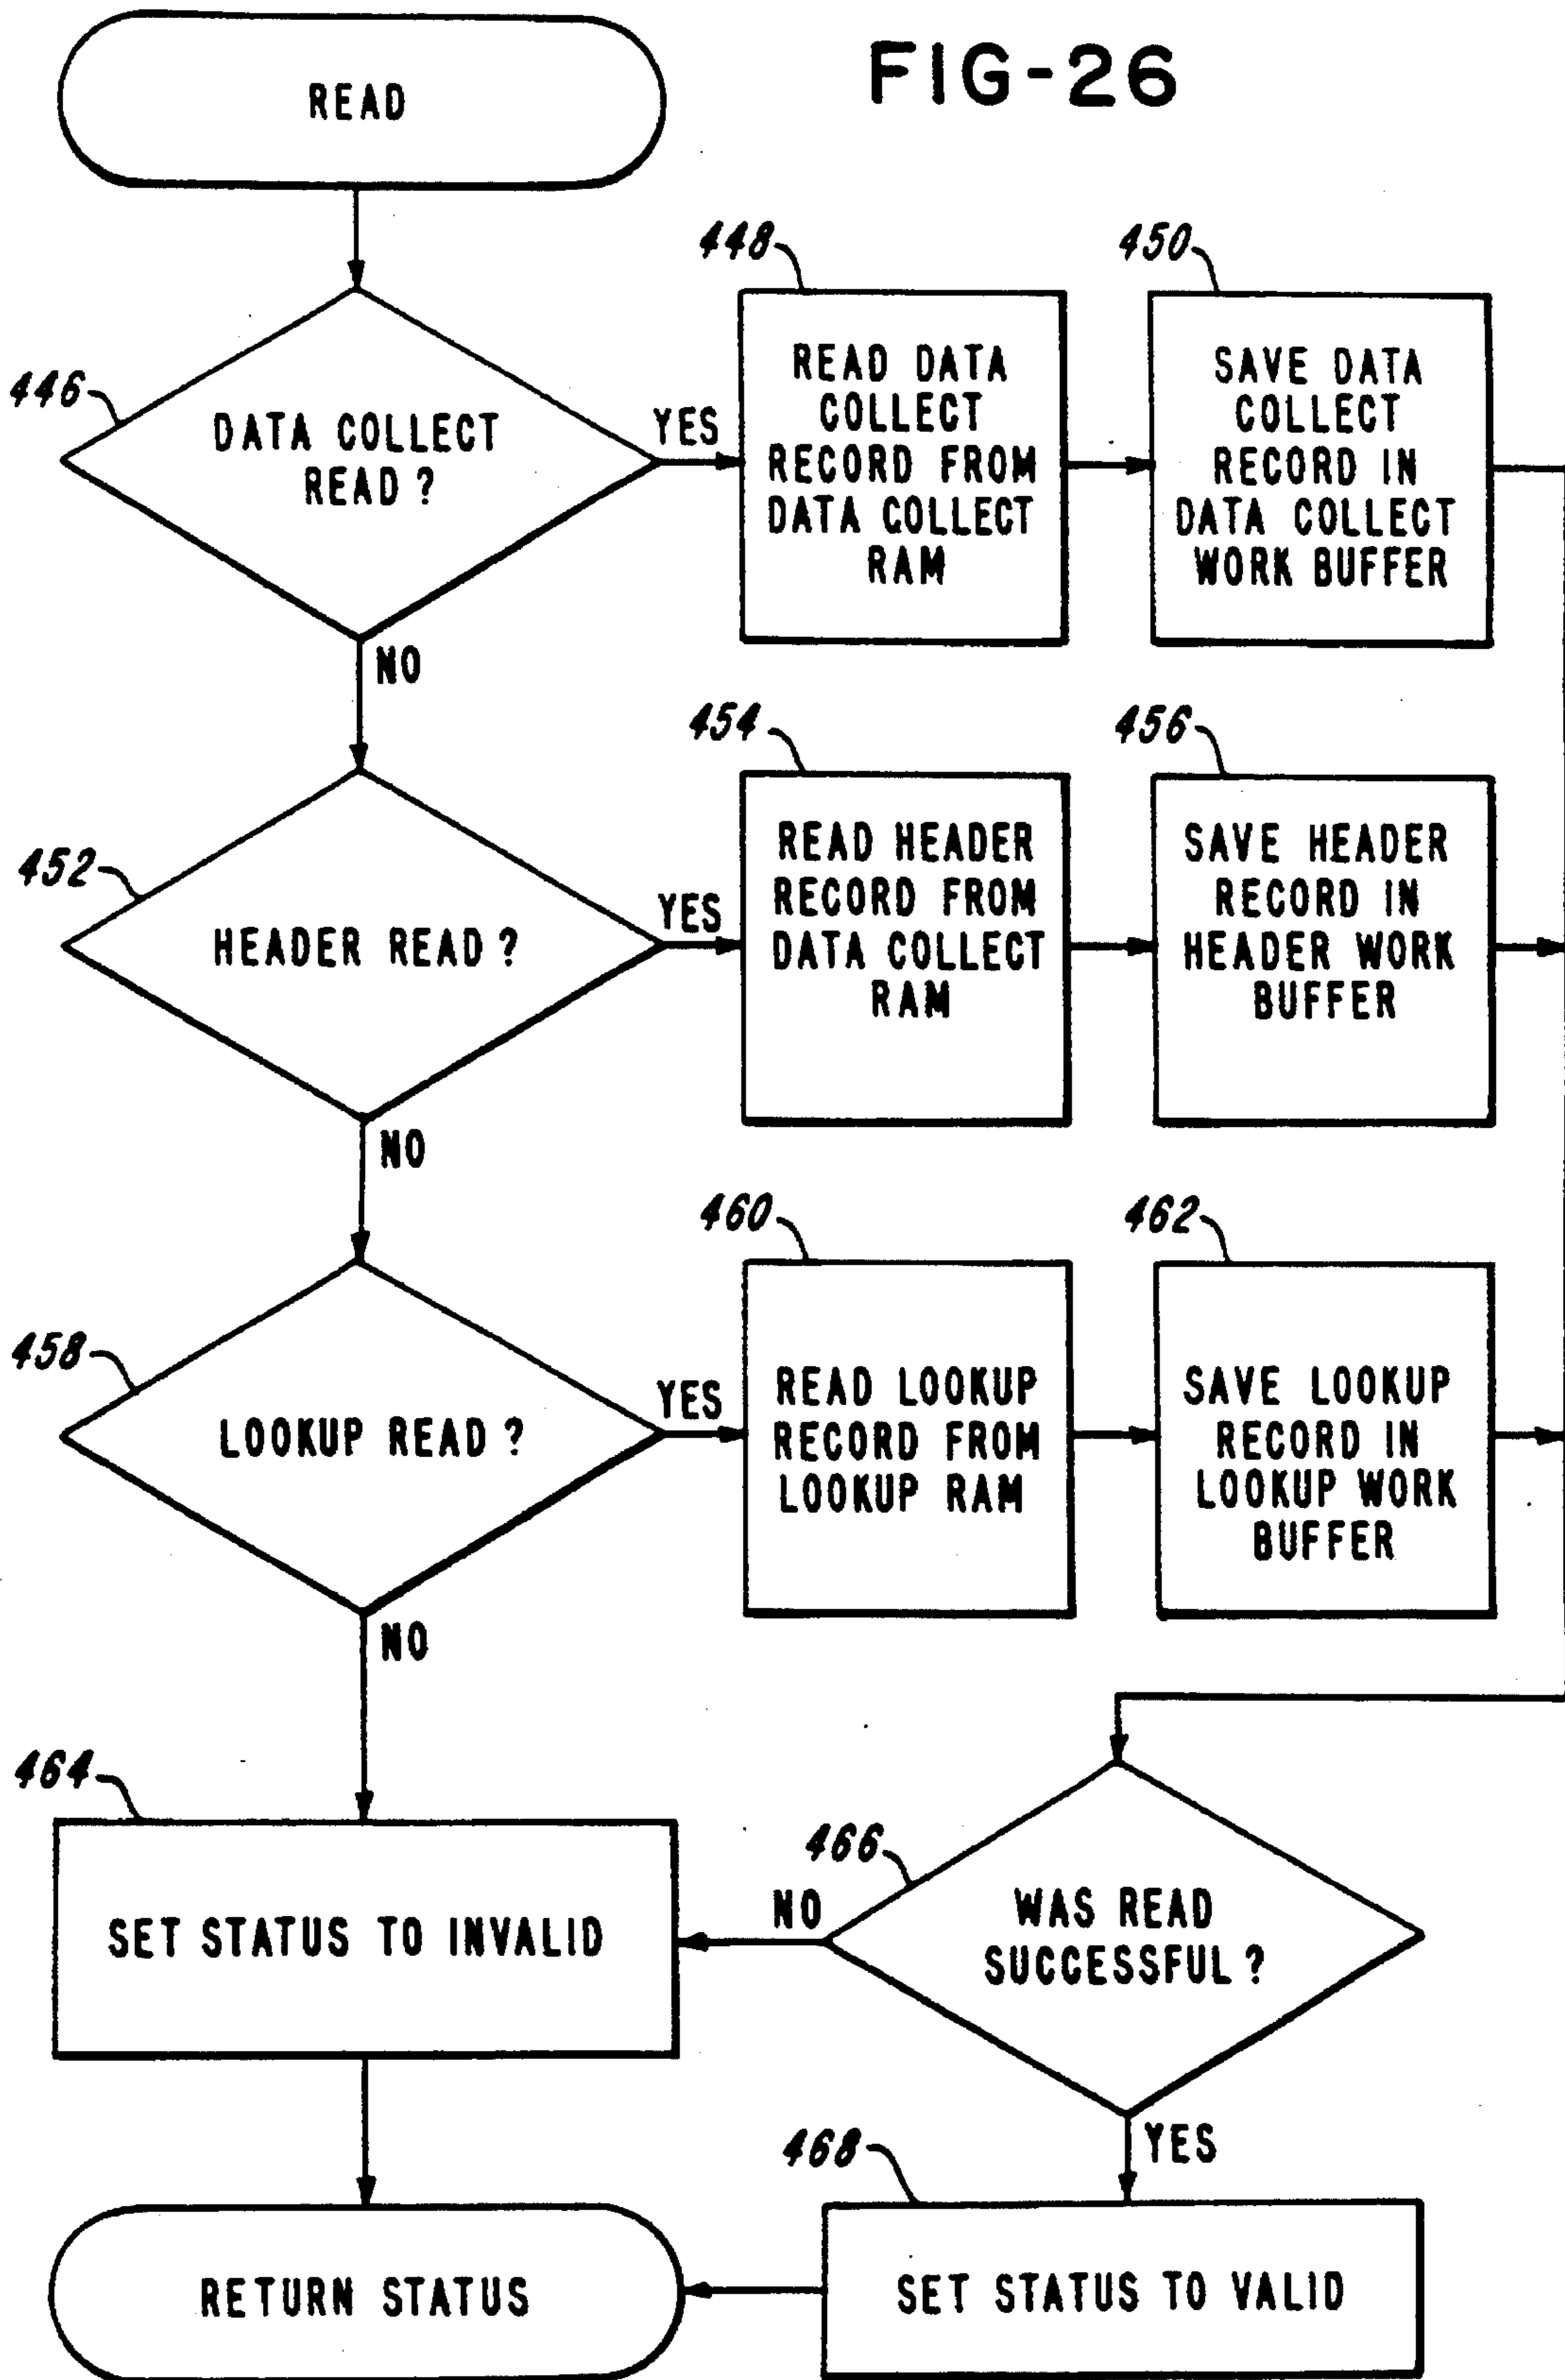 FIG-26
READ
446
DATA COLLECT
READ?
YES
NO
448
READ DATA
COLLECT
RECORD FROM
DATA COLLECT
RAM
450
SAVE DATA
COLLECT
RECORD IN
DATA COLLECT
WORK BUFFER
452
HEADER READ?
YES
NO
454
READ HEADER
RECORD FROM
DATA COLLECT
RAM
456
SAVE HEADER
RECORD IN
HEADER WORK
BUFFER
458
LOOKUP READ?
YES
NO
460
READ LOOKUP
RECORD FROM
LOOKUP RAM
462
SAVE LOOKUP
RECORD IN
LOOKUP WORK
BUFFER
464
SET STATUS TO INVALID
466
WAS READ
SUCCESSFUL?
NO
YES
468
SET STATUS TO VALID
RETURN STATUS